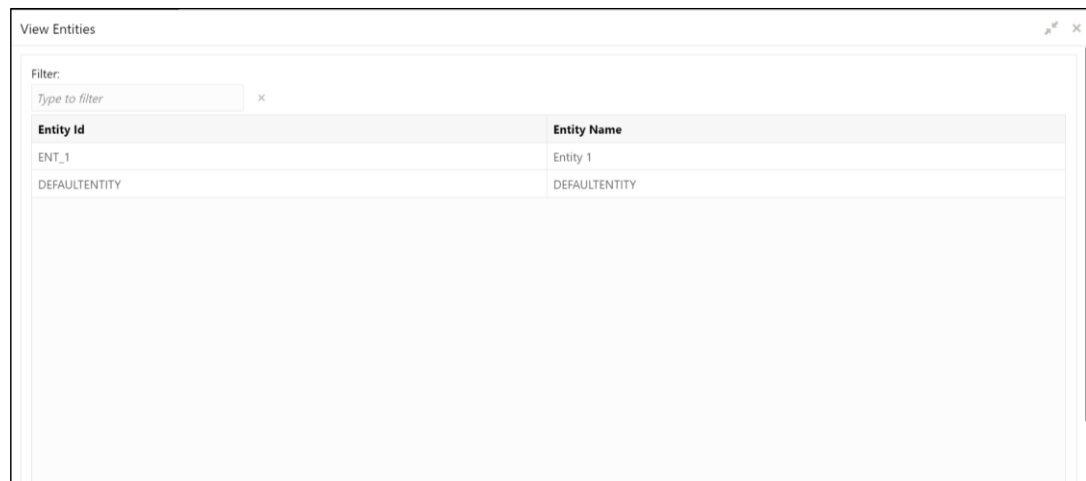 View Entities
Filter:
Type to filter
Entity Id Entity Name
ENT_1 Entity 1
DEFAULTENTITY DEFAULTENTITY